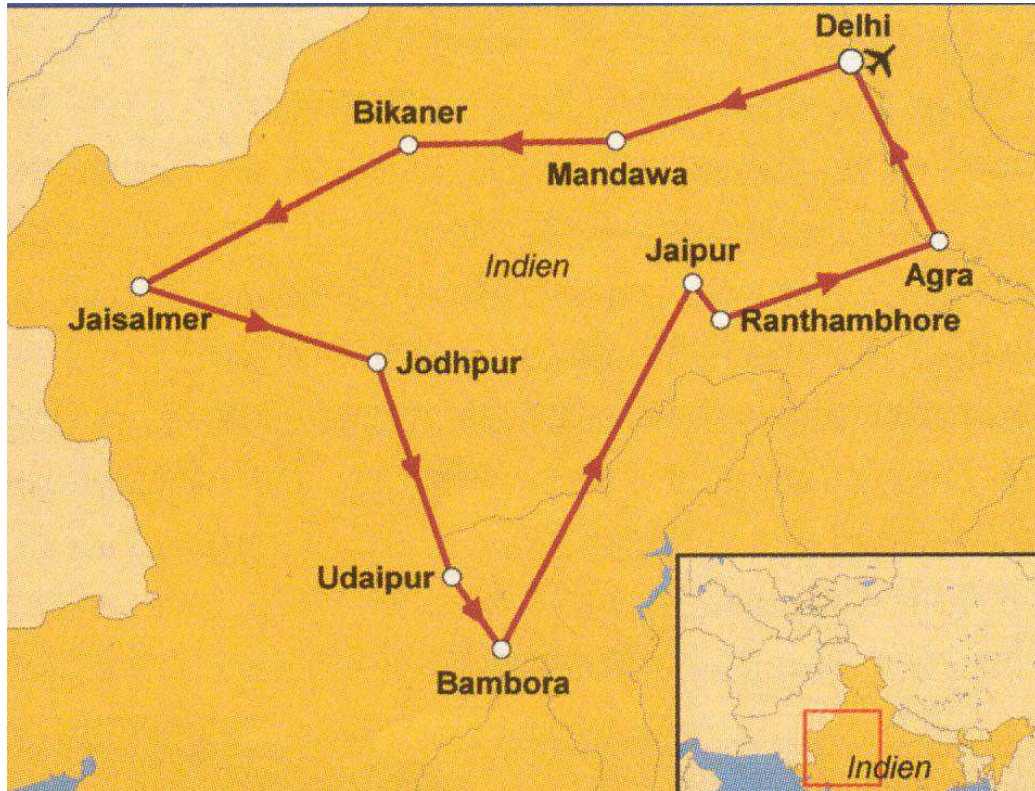 Delhi
Bikaner
Mandawa
Jaipur
Indien
Agra
Jaisalmer
Ranthambhore
Jodhpur
Udaipur
Bambora
Indien